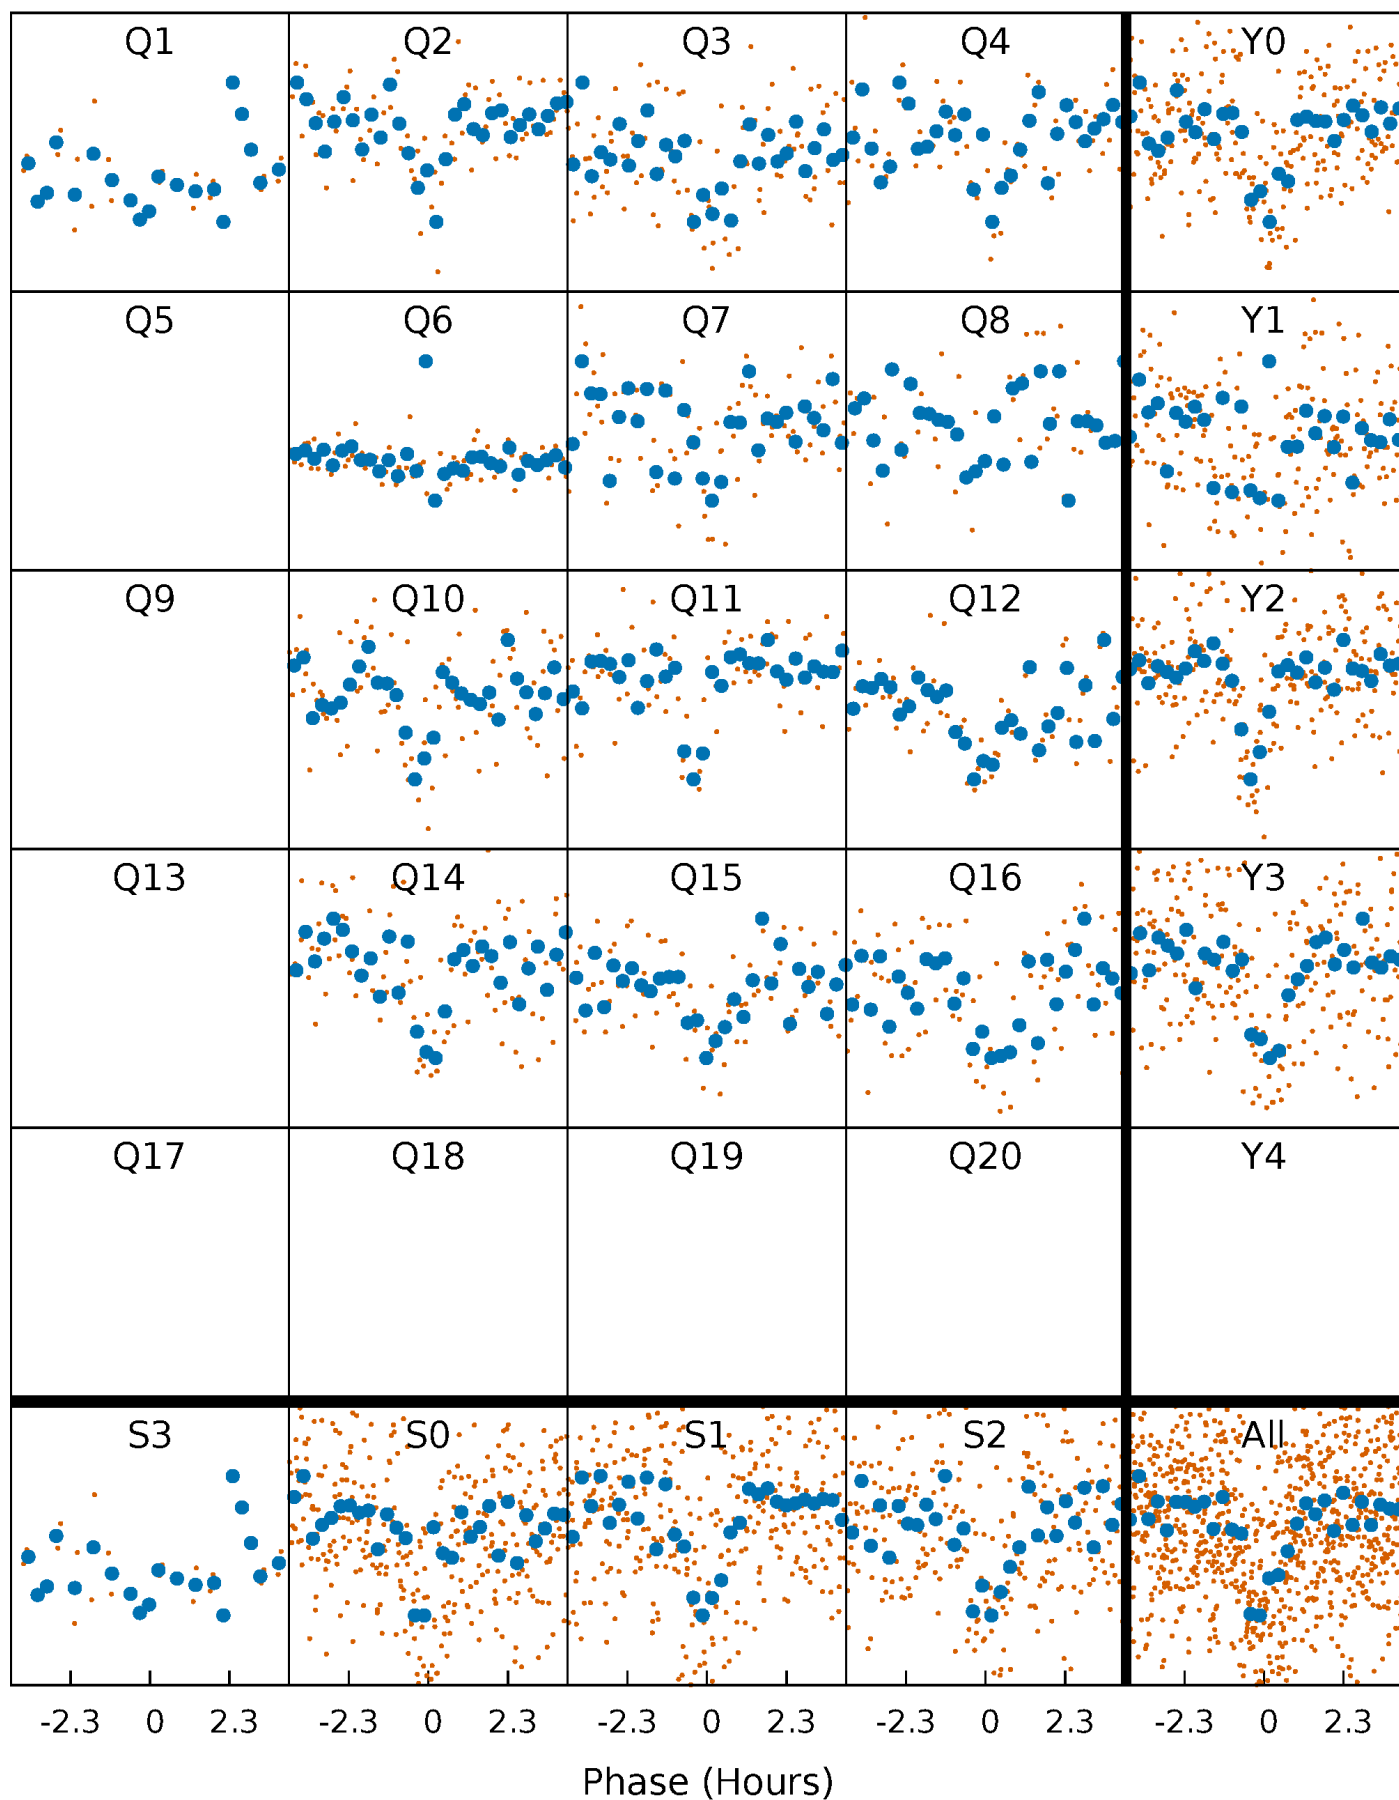 Q1 Q2 Q3 Q4 Y0
Q5 Q6 Q7 Q8 Y1
Q9 Q10 Q11 Q12 Y2
Q13 Q14 Q15 Q16 Y3
Q17 Q18 Q19 Q20 Y4
S3 S0 S1 S2 All
-2.3 0 2.3 -2.3 0 2.3 -2.3 0 2.3 -2.3 0 2.3 -2.3 0 2.3
Phase (Hours)